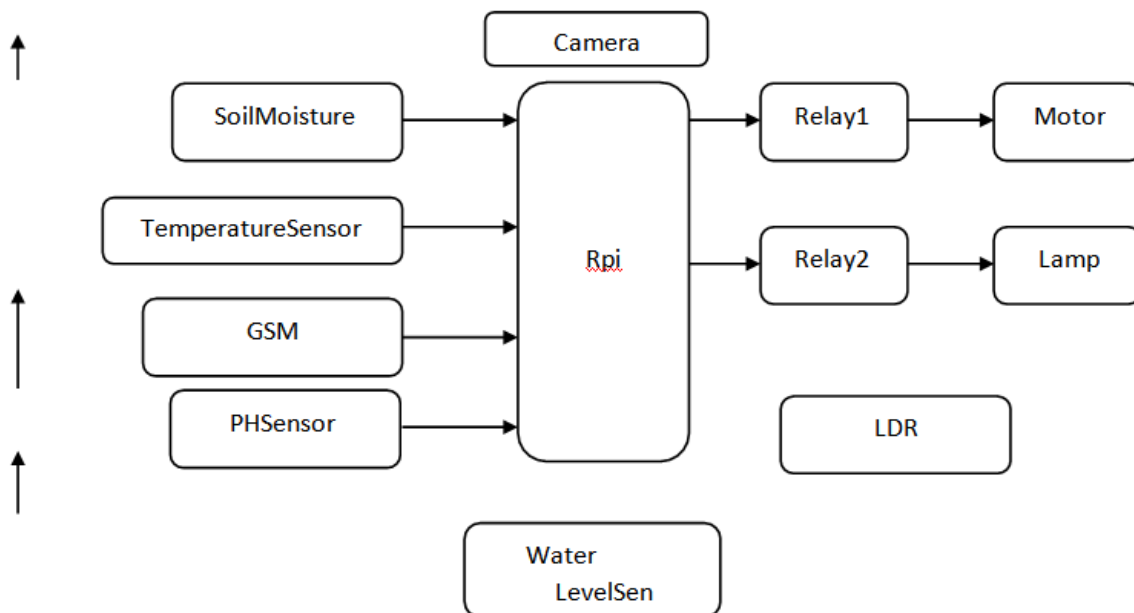 Camera
SoilMoisture
Relay1
Motor
TemperatureSensor
Rpi
Relay2
Lamp
GSM
PHSensor
LDR
Water
LevelSen